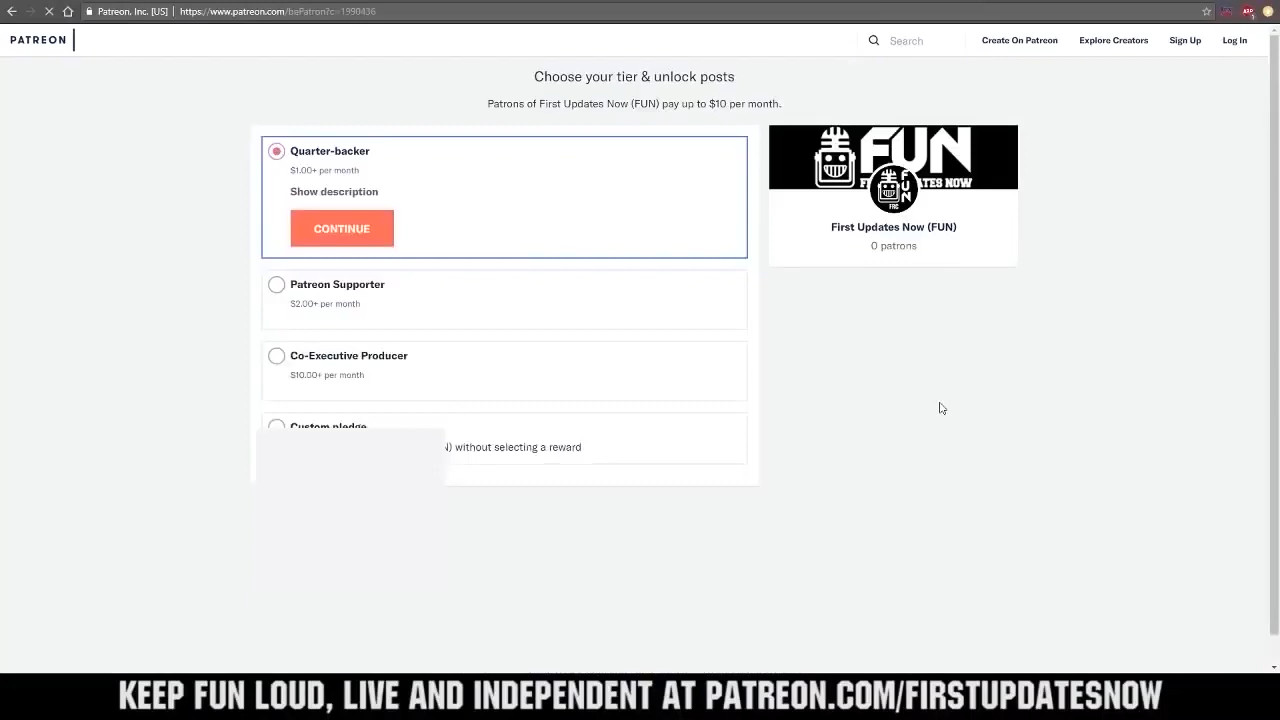 Patreon, Inc. [US] | https://www.patreon.com/bePatron?c=1990436
PATREON
Search
Create On Patreon
Explore Creators
Sign Up
Log In
Choose your tier & unlock posts
Patrons of First Updates Now (FUN) pay up to $10 per month.
Quarter-backer
$1.00+ per month
Show description
CONTINUE
Patreon Supporter
$2.00+ per month
Co-Executive Producer
$10.00+ per month
Custom pledge
N) without selecting a reward
FUN
FUN
FRC
First Updates Now (FUN)
0 patrons
KEEP FUN LOUD, LIVE AND INDEPENDENT AT PATREON.COM/FIRSTUPDATESNOW